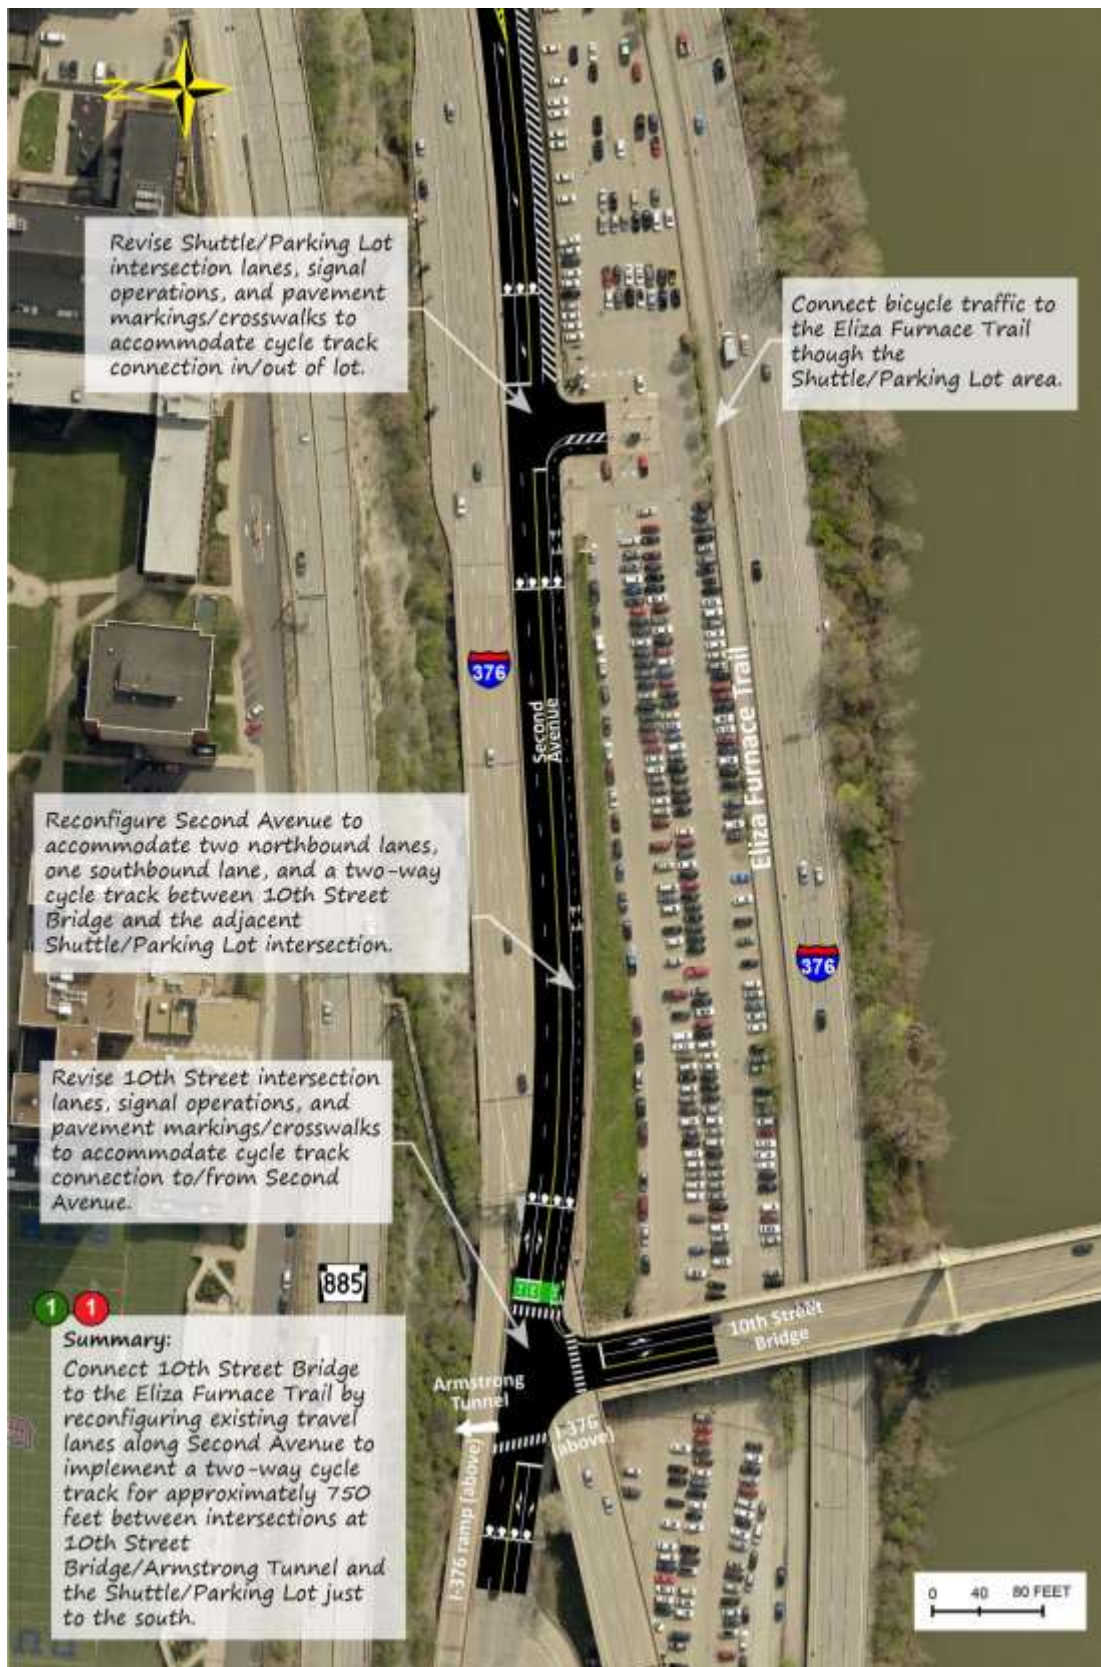 N
Revise Shuttle/Parking Lot
intersection lanes, signal
operations, and pavement
markings/crosswalks to
accommodate cycle track
connection in/out of lot.
Connect bicycle traffic to
the Eliza Furnace Trail
though the
Shuttle/Parking Lot area.
376
Second
Avenue
Eliza Furnace Trail
Reconfigure Second Avenue to
accommodate two northbound lanes,
one southbound lane, and a two-way
cycle track between 10th Street
Bridge and the adjacent
Shuttle/Parking Lot intersection.
376
Revise 10th Street intersection
lanes, signal operations, and
pavement markings/crosswalks
to accommodate cycle track
connection to/from Second
Avenue.
885
1 1
Summary:
Connect 10th Street Bridge
to the Eliza Furnace Trail by
reconfiguring existing travel
lanes along Second Avenue to
implement a two-way cycle
track for approximately 750
feet between intersections at
10th Street
Bridge/Armstrong Tunnel and
the Shuttle/Parking Lot just
to the south.
10th Street
Bridge
Armstrong
Tunnel
I-376
(above)
I-376 ramp (above)
0 40 80 FEET